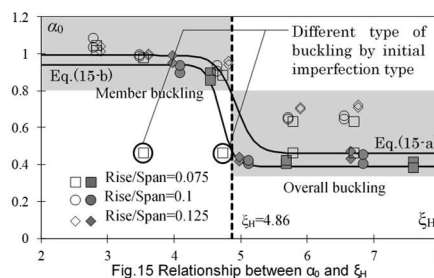 1.2
α₀
1
0.8
0.6
0.4
0.2
0
2
3
4
5
6
7
ξH
Different type of
buckling by initial
imperfection type
Eq.(15-b)
Member buckling
Eq.(15-a)
Overall buckling
Rise/Span=0.075
Rise/Span=0.1
Rise/Span=0.125
ξH=4.86
Fig.15 Relationship between α₀ and ξH